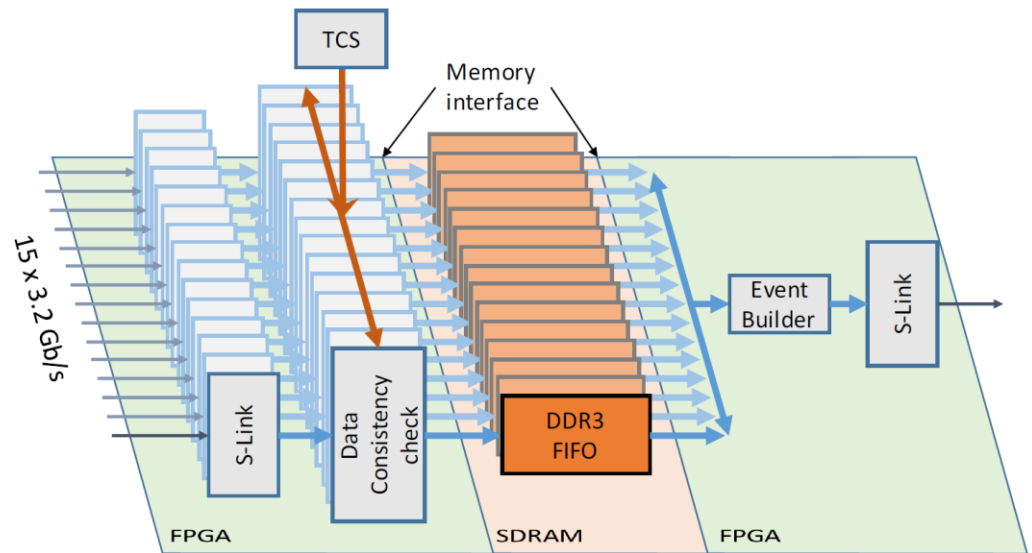 TCS
Memory
interface
15 x 3.2 Gb/s
S-Link
Data
Consistency
check
DDR3
FIFO
Event
Builder
S-Link
FPGA
SDRAM
FPGA